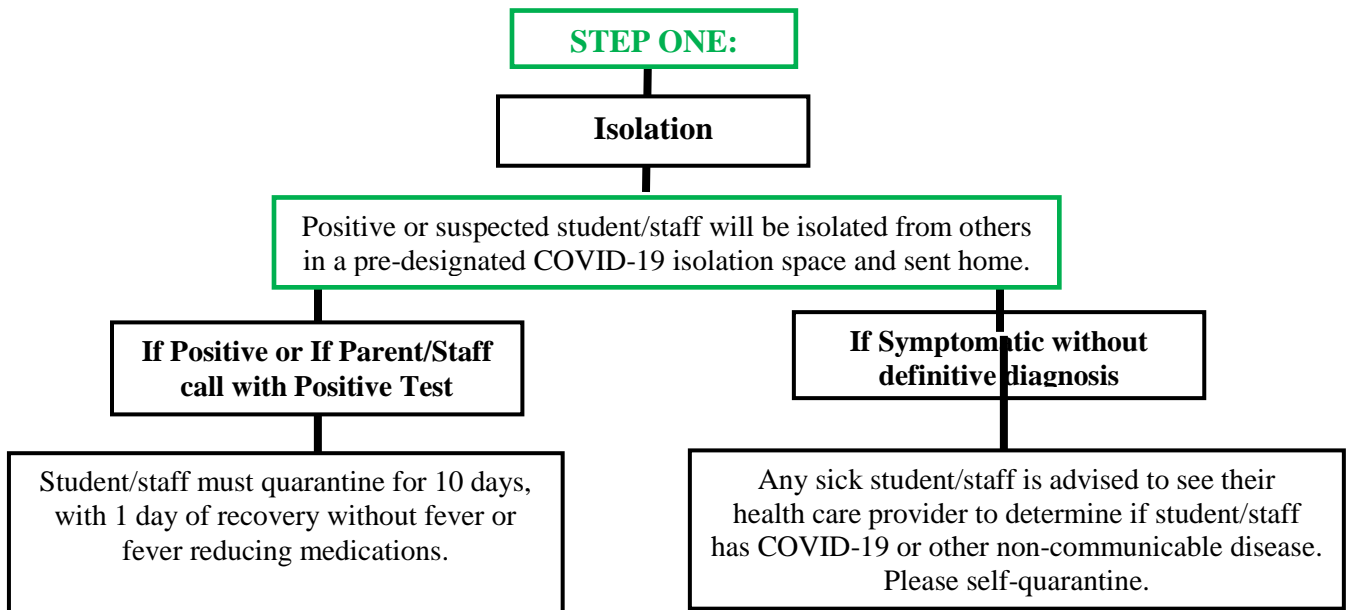 STEP ONE:
Isolation
Positive or suspected student/staff will be isolated from others
in a pre-designated COVID-19 isolation space and sent home.
If Positive or If Parent/Staff
call with Positive Test
If Symptomatic without
definitive diagnosis
Student/staff must quarantine for 10 days,
with 1 day of recovery without fever or
fever reducing medications.
Any sick student/staff is advised to see their
health care provider to determine if student/staff
has COVID-19 or other non-communicable disease.
Please self-quarantine.